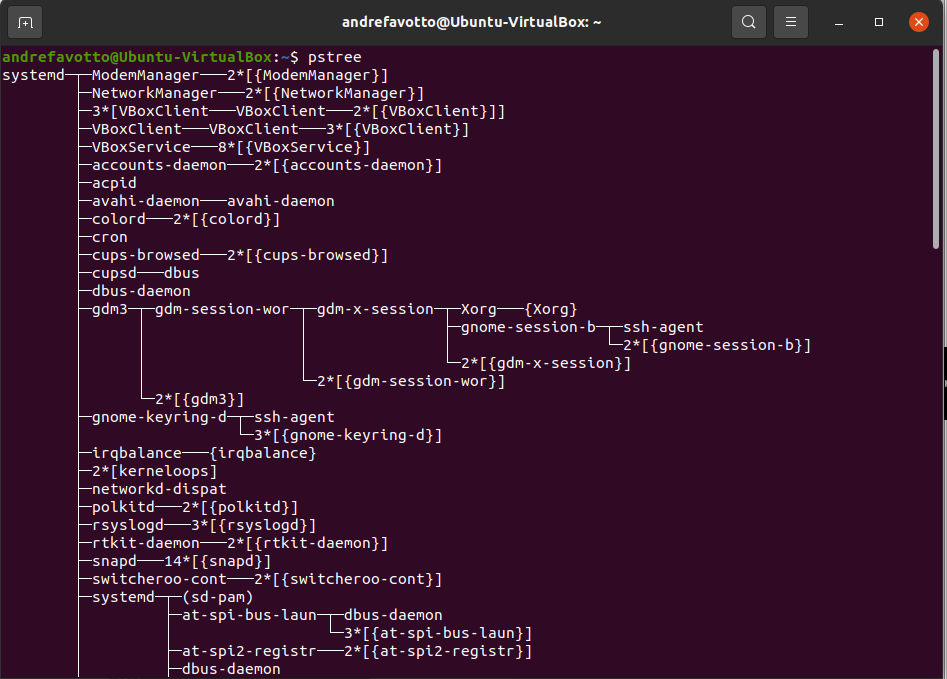 andrefavotto@Ubuntu-VirtualBox: ~
andrefavotto@Ubuntu-VirtualBox:~$ pstree
systemd─┬─ModemManager───2*[{ModemManager}]
        ├─NetworkManager───2*[{NetworkManager}]
        ├─3*[VBoxClient───VBoxClient───2*[{VBoxClient}]]
        ├─VBoxClient───VBoxClient───3*[{VBoxClient}]
        ├─VBoxService───8*[{VBoxService}]
        ├─accounts-daemon───2*[{accounts-daemon}]
        ├─acpid
        ├─avahi-daemon───avahi-daemon
        ├─colord───2*[{colord}]
        ├─cron
        ├─cups-browsed───2*[{cups-browsed}]
        ├─cupsd───dbus
        ├─dbus-daemon
        ├─gdm3─┬─gdm-session-wor─┬─gdm-x-session─┬─Xorg───{Xorg}
        │      │                 │               ├─gnome-session-b─┬─ssh-agent
        │      │                 │               │                 └─2*[{gnome-session-b}]
        │      │                 │               └─2*[{gdm-x-session}]
        │      │                 └─2*[{gdm-session-wor}]
        │      └─2*[{gdm3}]
        ├─gnome-keyring-d─┬─ssh-agent
        │                 └─3*[{gnome-keyring-d}]
        ├─irqbalance───{irqbalance}
        ├─2*[kerneloops]
        ├─networkd-dispat
        ├─polkitd───2*[{polkitd}]
        ├─rsyslogd───3*[{rsyslogd}]
        ├─rtkit-daemon───2*[{rtkit-daemon}]
        ├─snapd───14*[{snapd}]
        ├─switcheroo-cont───2*[{switcheroo-cont}]
        ├─systemd─┬─(sd-pam)
        │         ├─at-spi-bus-laun─┬─dbus-daemon
        │         │                 └─3*[{at-spi-bus-laun}]
        │         ├─at-spi2-registr───2*[{at-spi2-registr}]
        │         ├─dbus-daemon